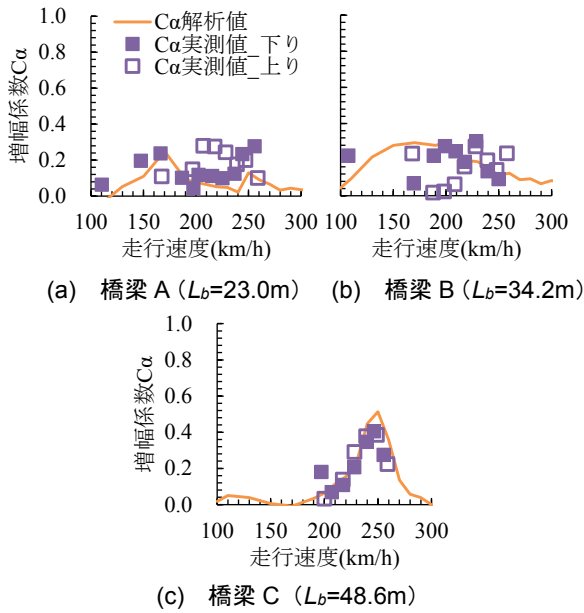 Cα解析値
Cα実測値_下り
Cα実測値_上り
増幅係数Cα
1.0
0.8
0.6
0.4
0.2
0.0
100 150 200 250 300
走行速度(km/h)
(a) 橋梁 A（Lb=23.0m）
1.0
0.8
0.6
0.4
0.2
0.0
100 150 200 250 300
走行速度(km/h)
(b) 橋梁 B（Lb=34.2m）
増幅係数Cα
1.0
0.8
0.6
0.4
0.2
0.0
100 150 200 250 300
走行速度(km/h)
(c) 橋梁 C（Lb=48.6m）